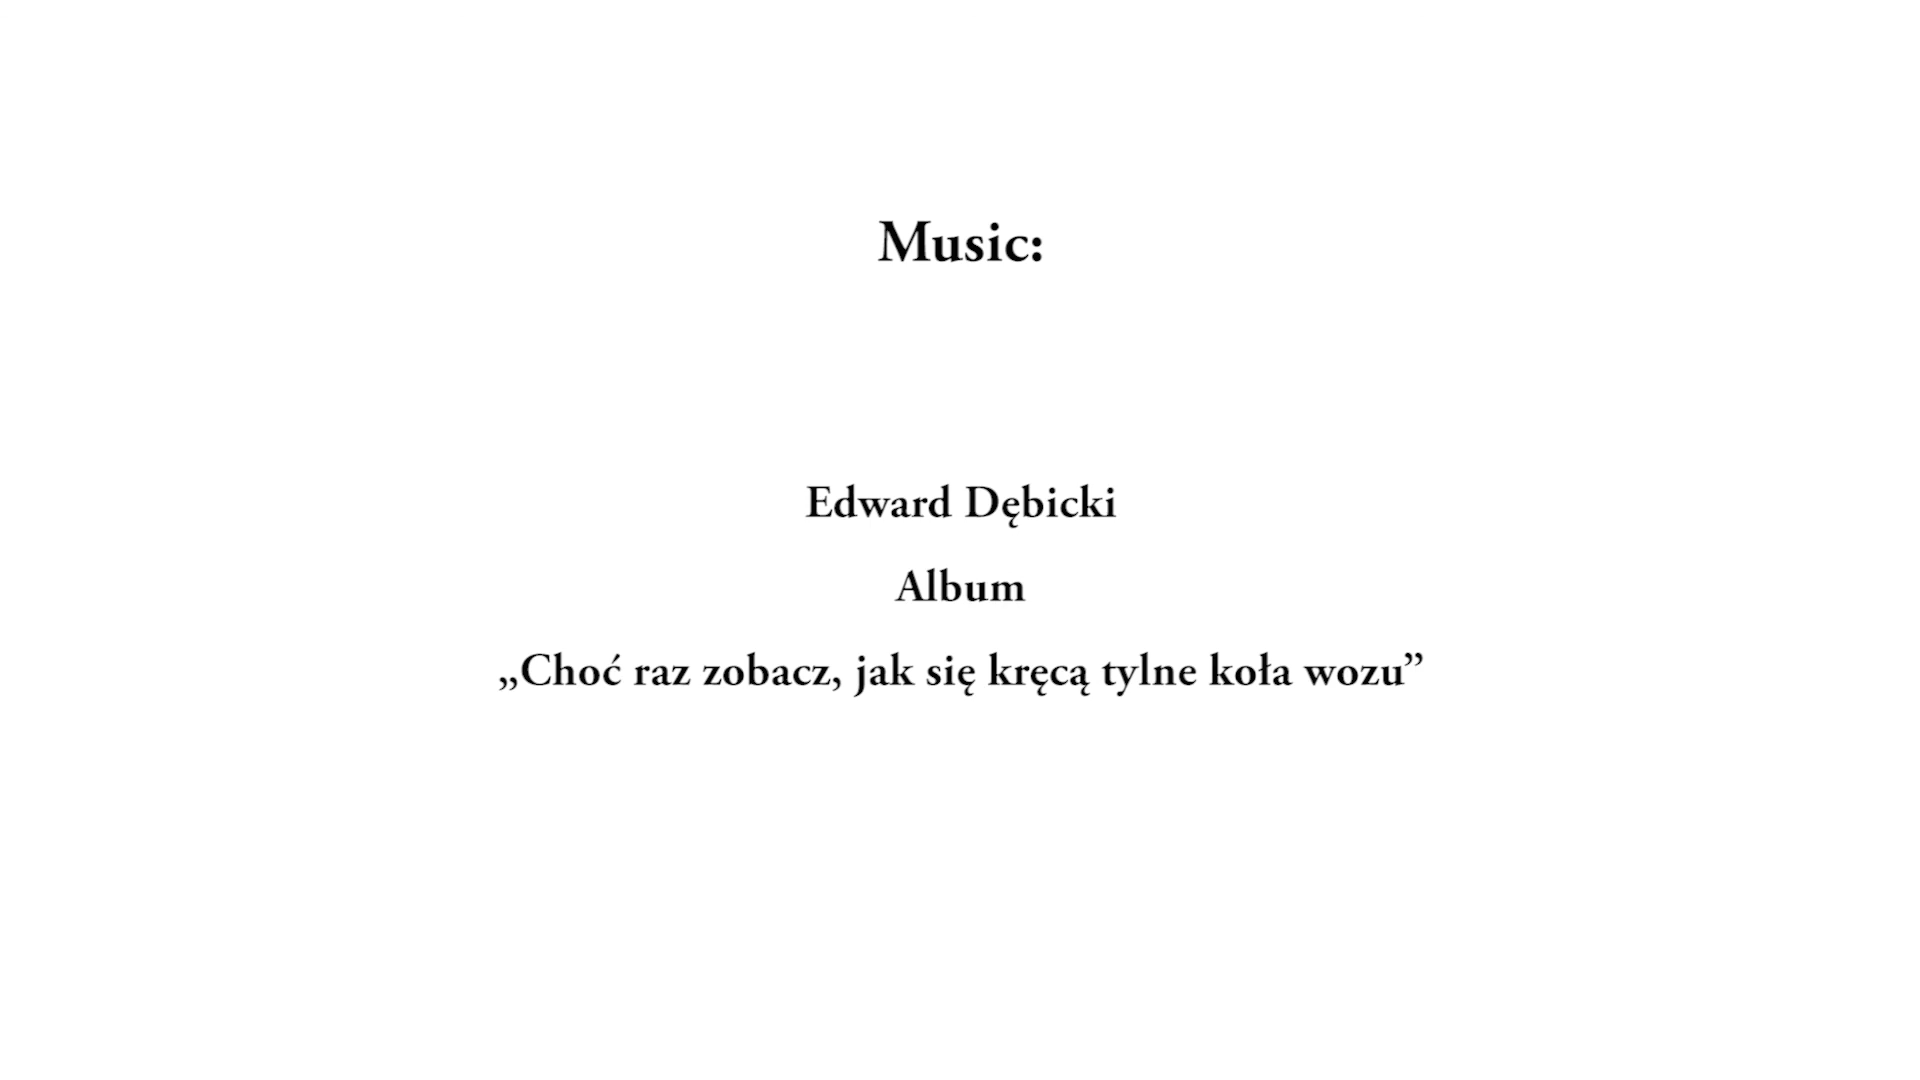 Music:
Edward Dębicki
Album
„Choć raz zobacz, jak się kręcą tylne koła wozu”